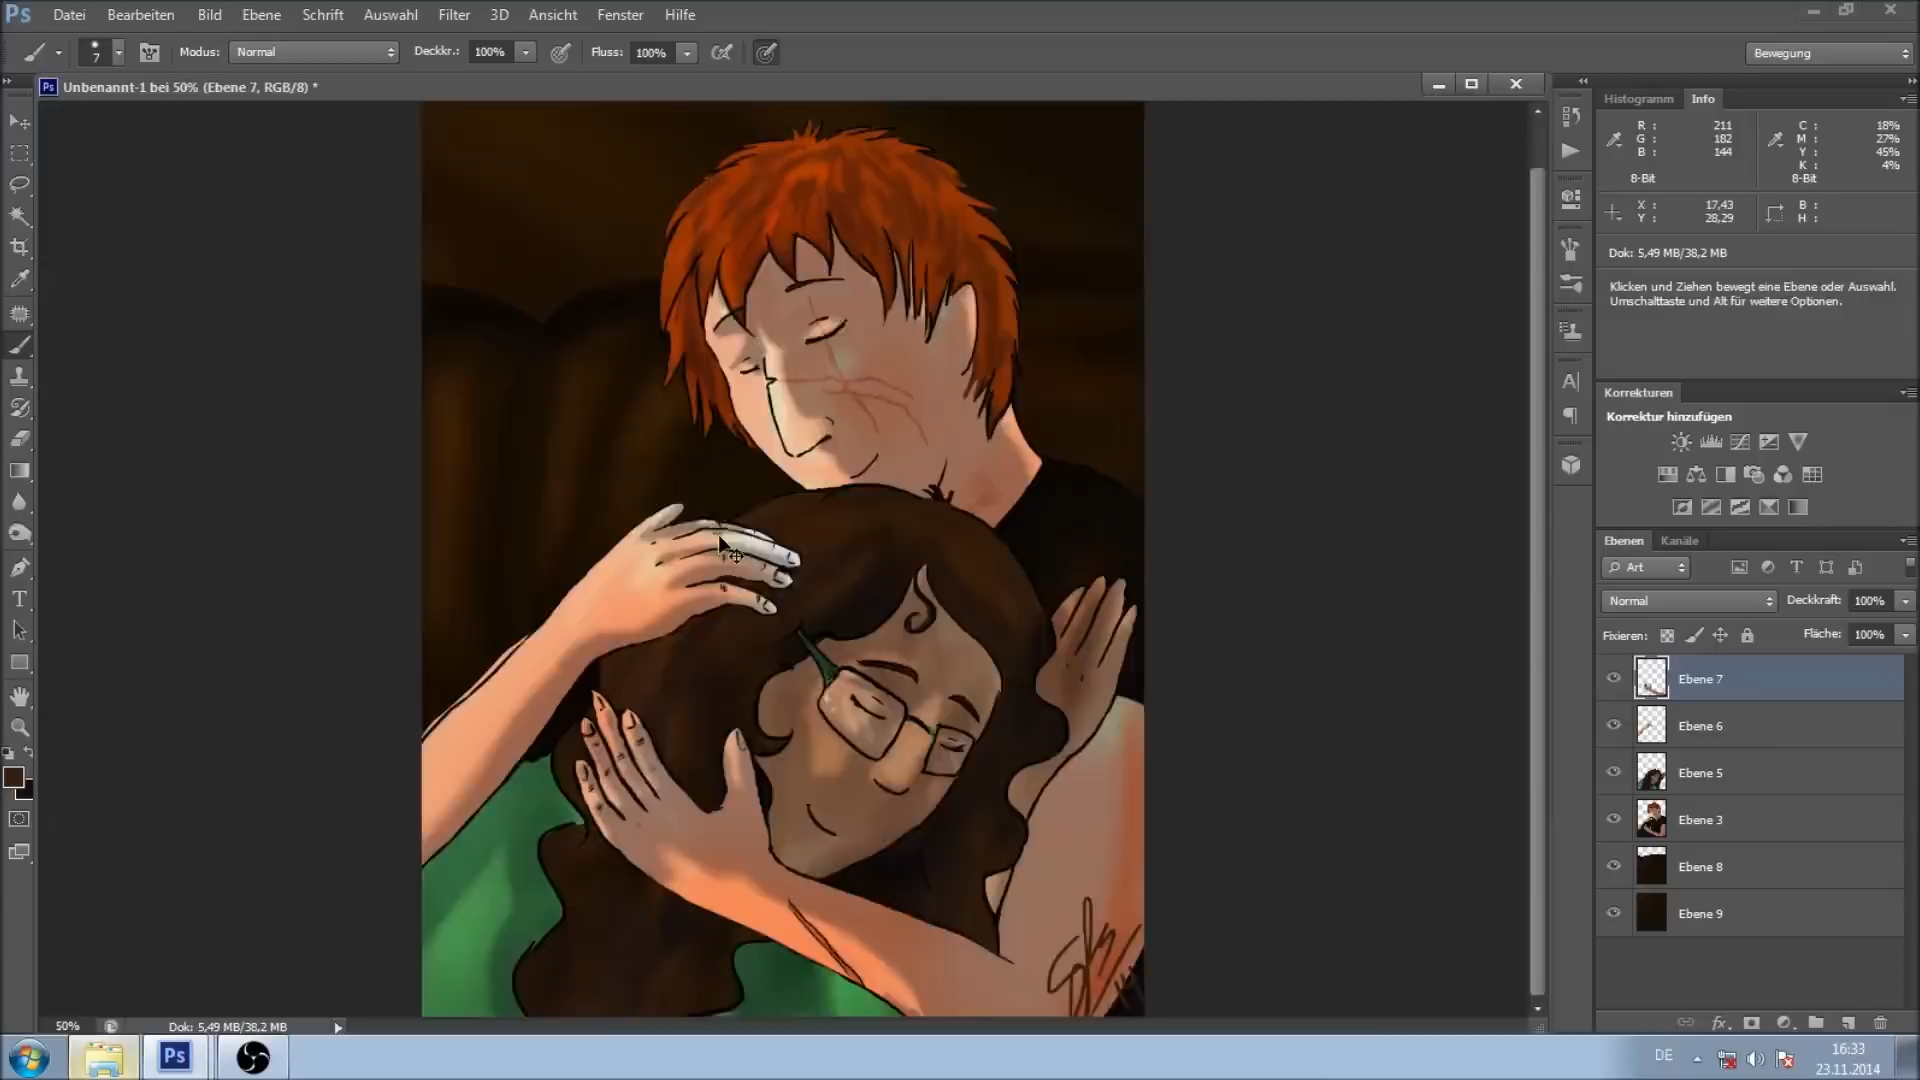 Ps Datei Bearbeiten Bild Ebene Schrift Auswahl Filter 3D Ansicht Fenster Hilfe
7 Modus: Normal Deckkr.: 100% Fluss: 100% Bewegung
Ps Unbenannt-1 bei 50% (Ebene 7, RGB/8) *
Histogramm Info
R : 211 C : 18%
G : 182 M : 27%
B : 144 Y : 45%
K : 4%
8-Bit 8-Bit
X : 17,43 B :
Y : 28,29 H :
Dok: 5,49 MB/38,2 MB
Klicken und Ziehen bewegt eine Ebene oder Auswahl.
Umschalttaste und Alt für weitere Optionen.
Korrekturen
Korrektur hinzufügen
Ebenen Kanäle
Art
Normal Deckkraft: 100%
Fixieren: Fläche: 100%
Ebene 7
Ebene 6
Ebene 5
Ebene 3
Ebene 8
Ebene 9
fx
50% Dok: 5,49 MB/38,2 MB
Ps DE 16:33
23.11.2014